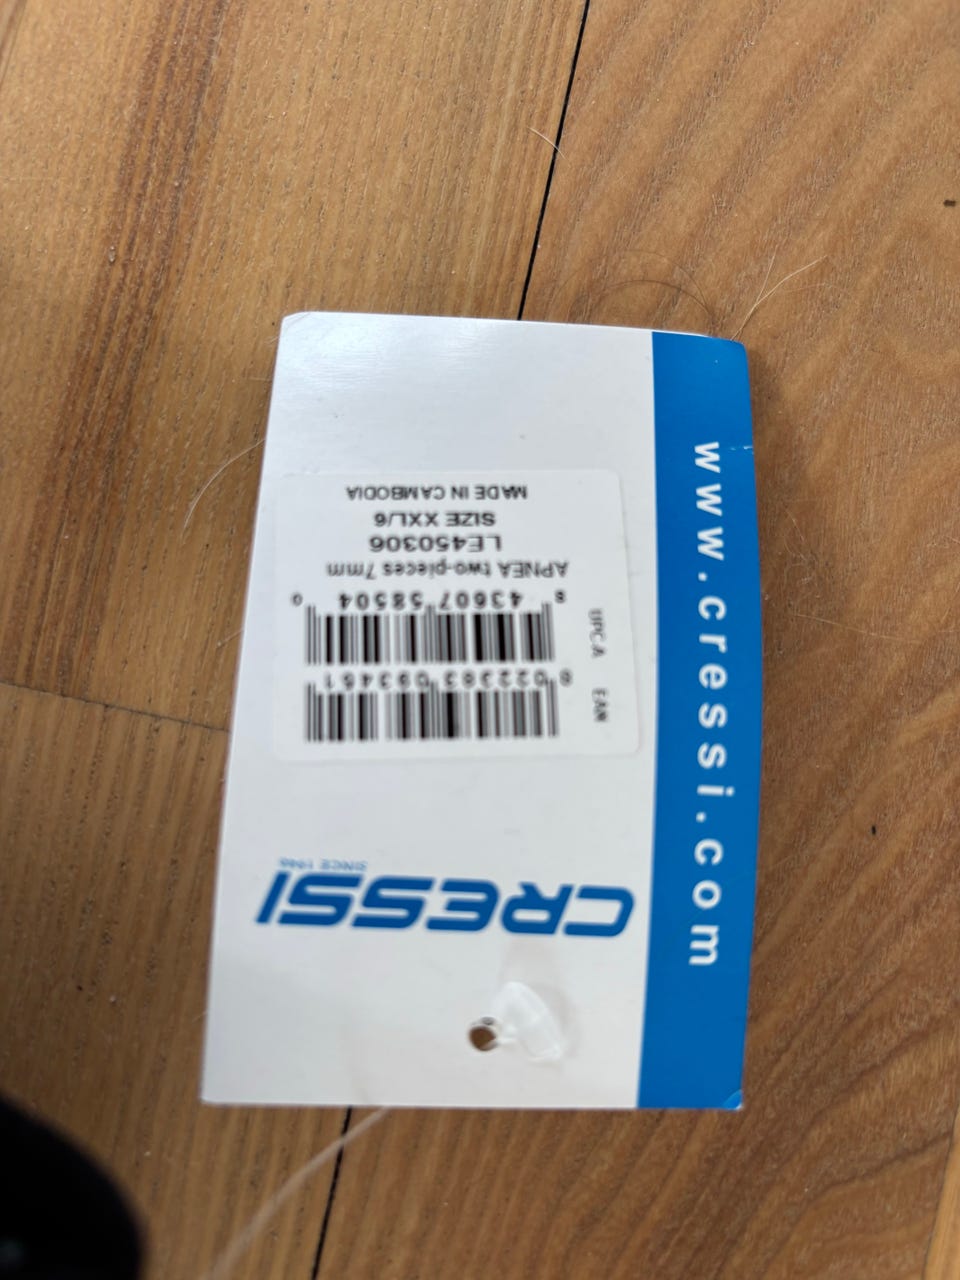 CRESSI
SINCE 1946
EAN
8 022983 093451
UPC-A
8 43607 58504 0
APNEA two-pieces 7mm
LE450306
SIZE XXL/6
MADE IN CAMBODIA
www.cressi.com